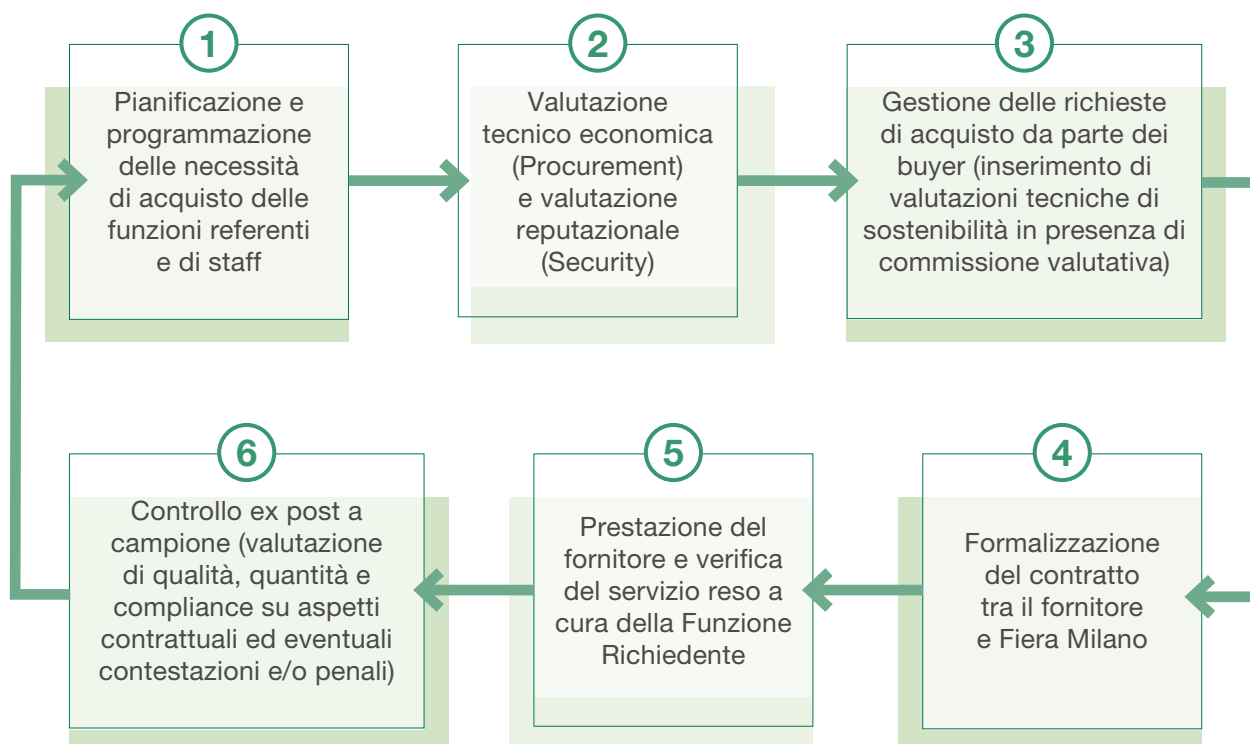 1
Pianificazione e
programmazione
delle necessità
di acquisto delle
funzioni referenti
e di staff
2
Valutazione
tecnico economica
(Procurement)
e valutazione
reputazionale
(Security)
3
Gestione delle richieste
di acquisto da parte dei
buyer (inserimento di
valutazioni tecniche di
sostenibilità in presenza di
commissione valutativa)
4
Formalizzazione
del contratto
tra il fornitore
e Fiera Milano
5
Prestazione del
fornitore e verifica
del servizio reso a
cura della Funzione
Richiedente
6
Controllo ex post a
campione (valutazione
di qualità, quantità e
compliance su aspetti
contrattuali ed eventuali
contestazioni e/o penali)